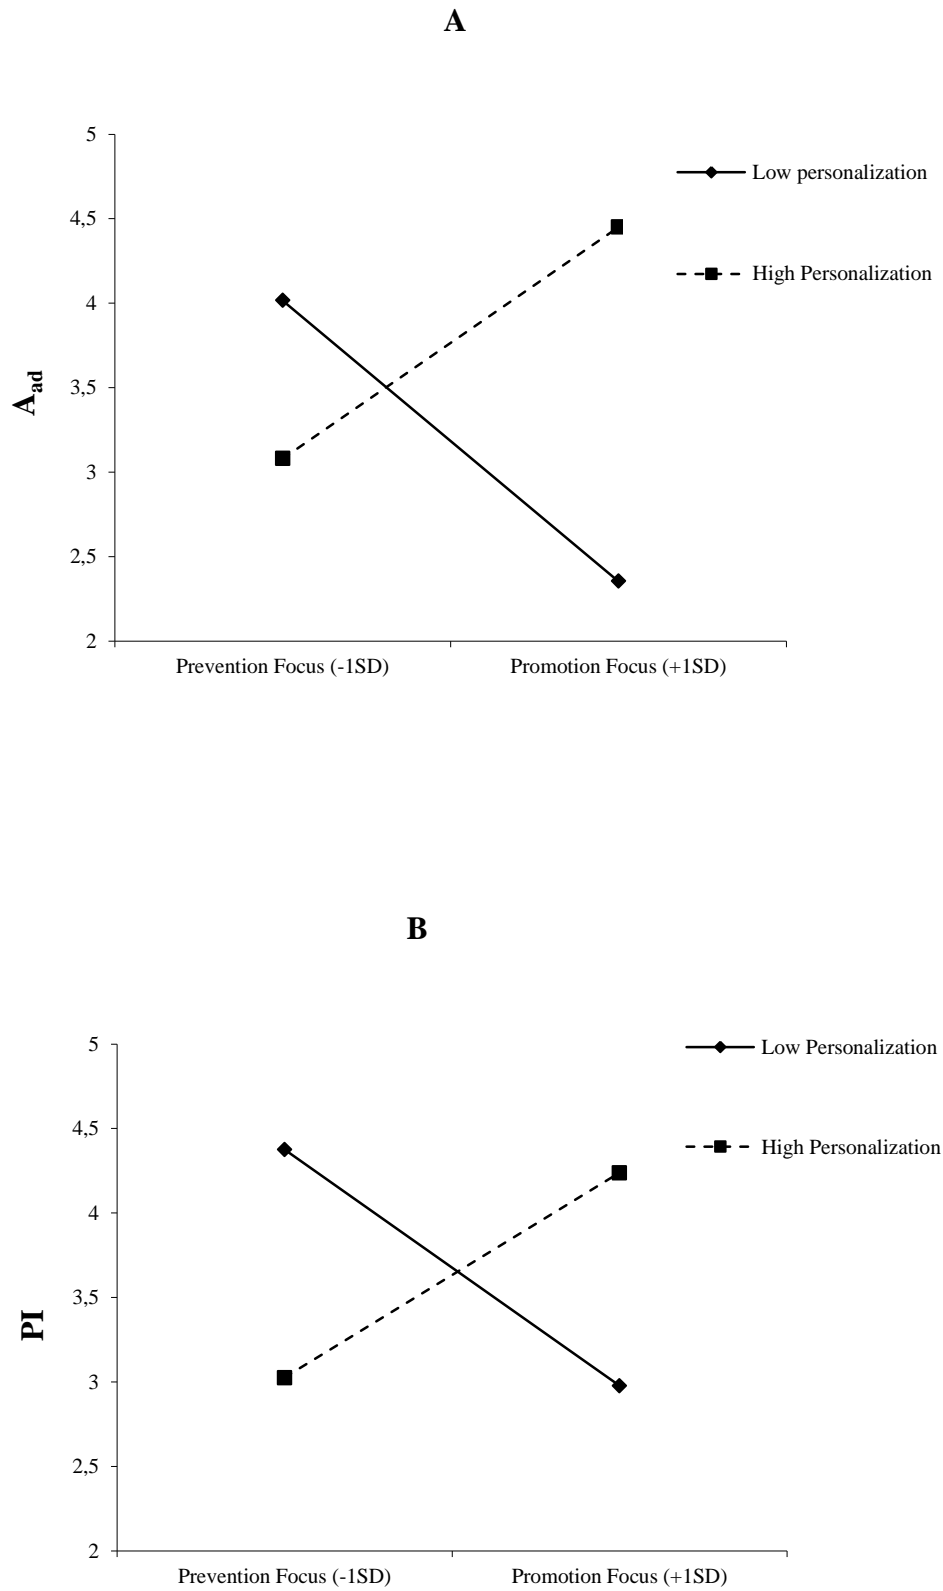 A
5
Low personalization
4,5
High Personalization
4
3,5
A_ad
3
2,5
2
Prevention Focus (-1SD) Promotion Focus (+1SD)
B
5
Low Personalization
4,5
High Personalization
4
3,5
PI
3
2,5
2
Prevention Focus (-1SD) Promotion Focus (+1SD)